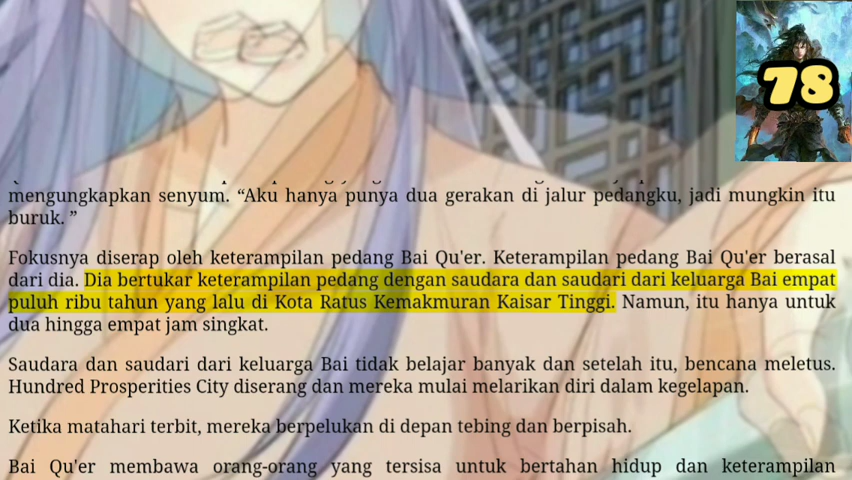 78
mengungkapkan senyum. “Aku hanya punya dua gerakan di jalur pedangku, jadi mungkin itu
buruk. ”
Fokusnya diserap oleh keterampilan pedang Bai Qu'er. Keterampilan pedang Bai Qu'er berasal
dari dia. Dia bertukar keterampilan pedang dengan saudara dan saudari dari keluarga Bai empat
puluh ribu tahun yang lalu di Kota Ratus Kemakmuran Kaisar Tinggi. Namun, itu hanya untuk
dua hingga empat jam singkat.
Saudara dan saudari dari keluarga Bai tidak belajar banyak dan setelah itu, bencana meletus.
Hundred Prosperities City diserang dan mereka mulai melarikan diri dalam kegelapan.
Ketika matahari terbit, mereka berpelukan di depan tebing dan berpisah.
Bai Qu'er membawa orang-orang yang tersisa untuk bertahan hidup dan keterampilan